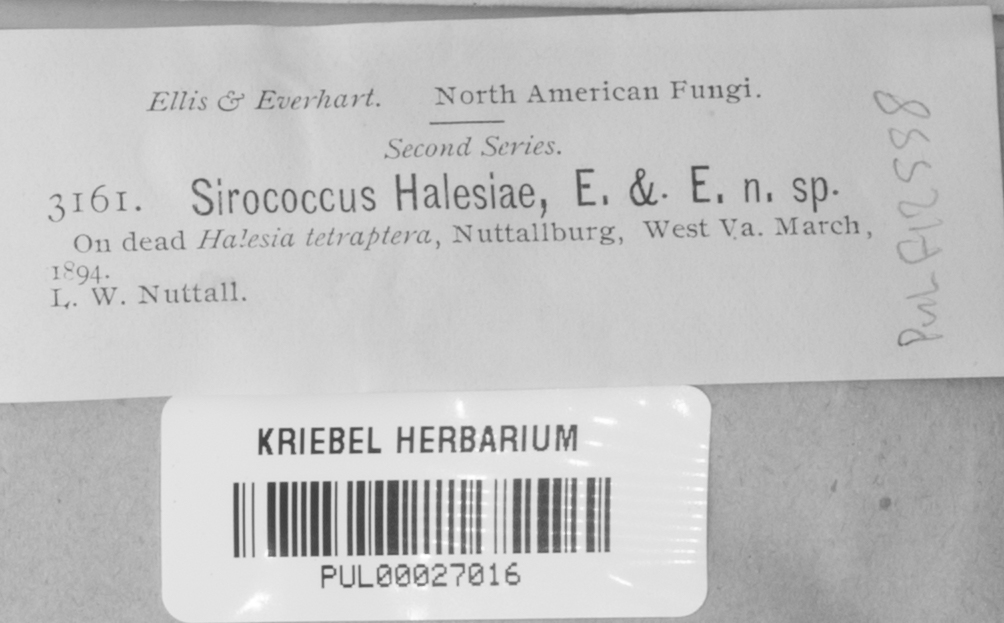 Ellis & Everhart. North American Fungi.
Second Series.
3161. Sirococcus Halesiae, E. &. E. n. sp.
On dead Halesia tetraptera, Nuttallburg, West Va. March,
1894.
L. W. Nuttall.
PUL F12598
KRIEBEL HERBARIUM
PUL00027016